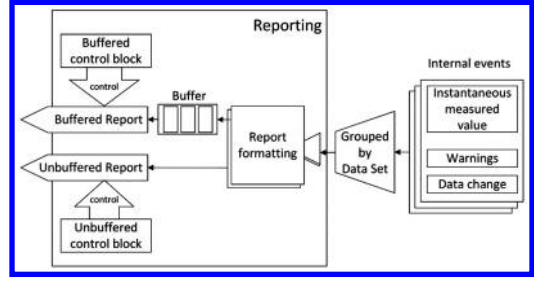 Reporting
Buffered
control block
control
Buffered Report
Buffer
Unbuffered Report
control
Unbuffered
control block
Report
formatting
Grouped
by
Data Set
Internal events
Instantaneous
measured
value
Warnings
Data change